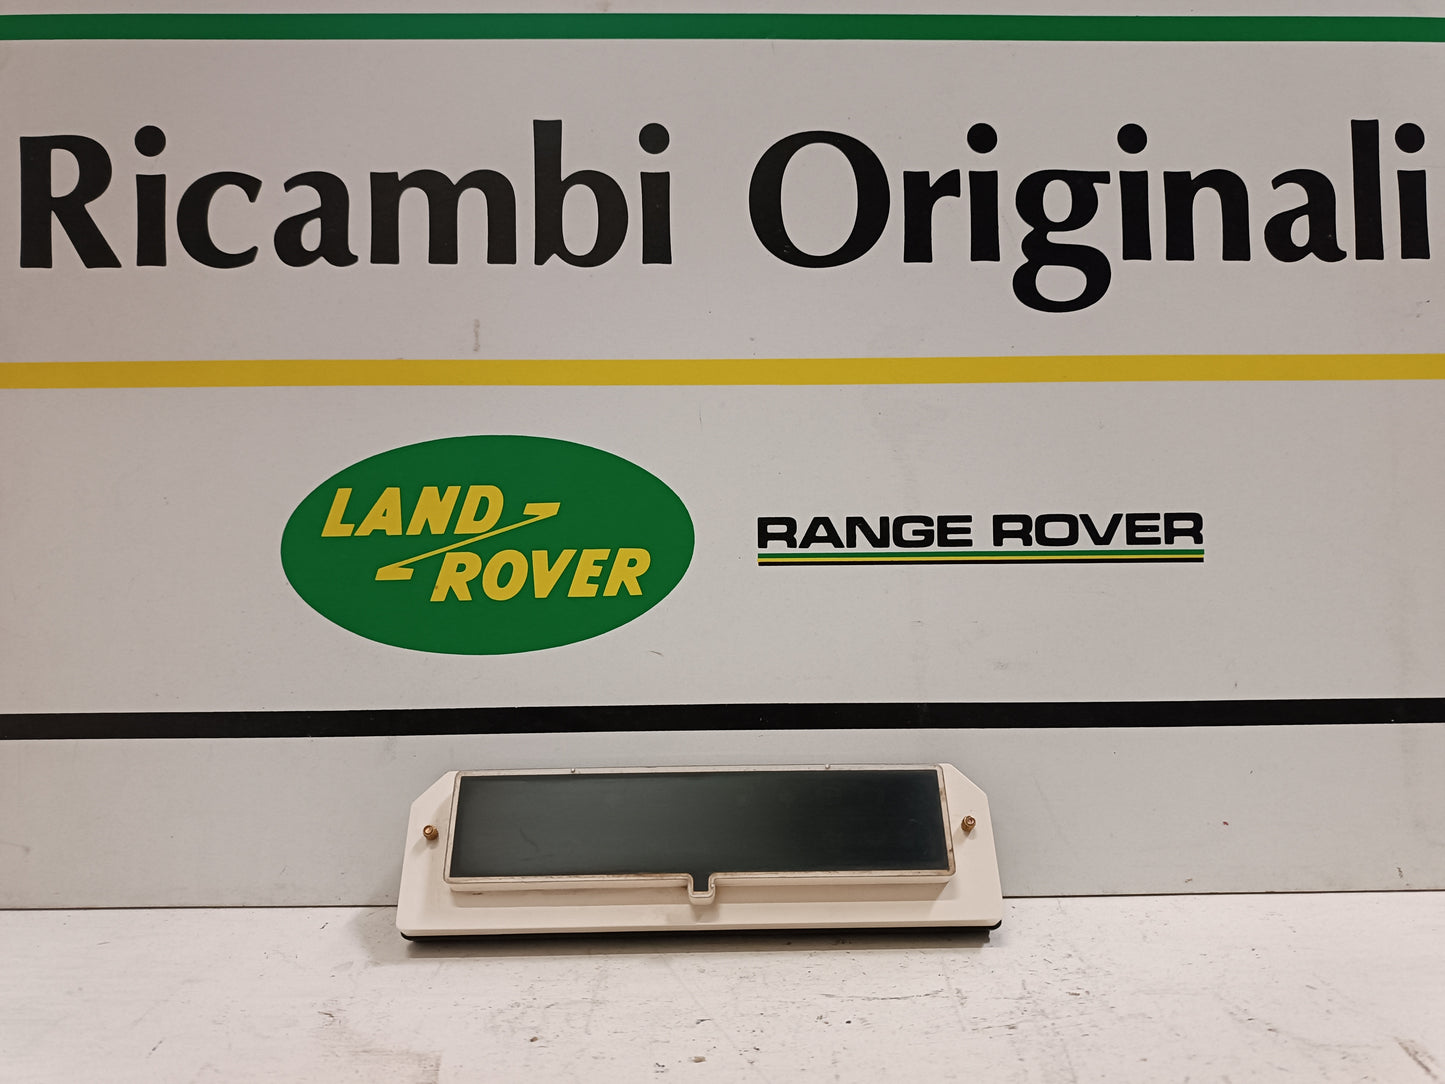 Ricambi Originali
LAND
ROVER
RANGE ROVER